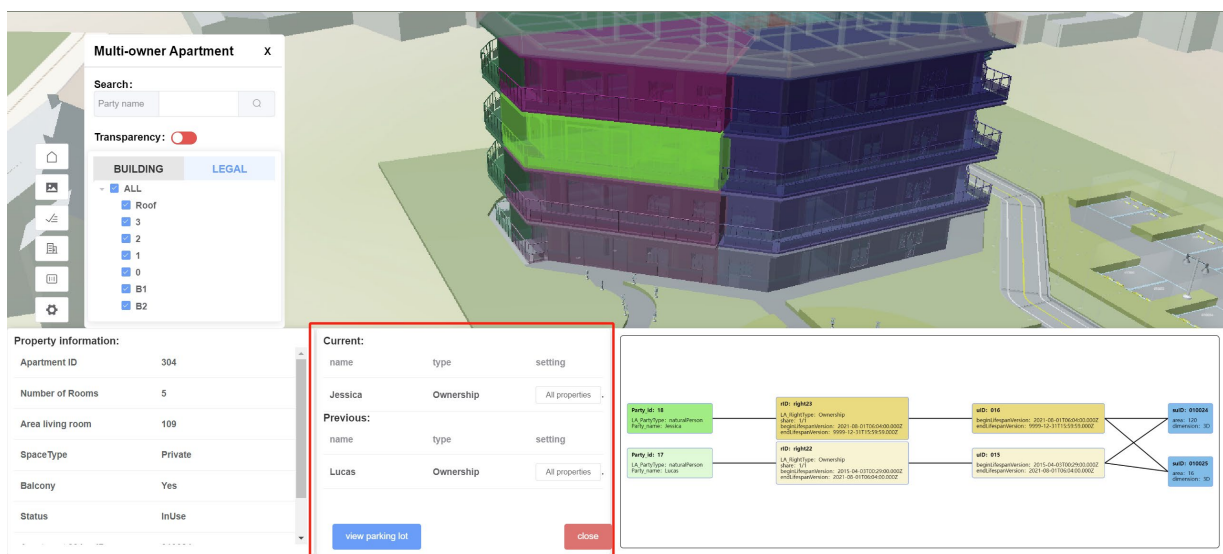 Multi-owner Apartment X
Search:
Party name
Transparency:
BUILDING LEGAL
ALL
Roof
3
2
1
0
B1
B2
Property information:
Apartment ID 304
Number of Rooms 5
Area living room 109
SpaceType Private
Balcony Yes
Status InUse
Current:
name type setting
Jessica Ownership All properties
Previous:
name type setting
Lucas Ownership All properties
view parking lot close
Party_id: 18
LA_PartyType: naturalPerson
Party_name: Jessica
rID: right23
LA_RightType: Ownership
share: 1/1
beginLifespanVersion: 2021-08-01T06:04:00.000Z
endLifespanVersion: 9999-12-31T15:59:59.000Z
uID: 016
beginLifespanVersion: 2021-08-01T06:04:00.000Z
endLifespanVersion: 9999-12-31T15:59:59.000Z
suID: 010024
area: 120
dimension: 3D
Party_id: 17
LA_PartyType: naturalPerson
Party_name: Lucas
rID: right22
LA_RightType: Ownership
share: 1/1
beginLifespanVersion: 2015-04-03T00:29:00.000Z
endLifespanVersion: 2021-08-01T06:04:00.000Z
uID: 015
beginLifespanVersion: 2015-04-03T00:29:00.000Z
endLifespanVersion: 2021-08-01T06:04:00.000Z
suID: 010025
area: 16
dimension: 3D